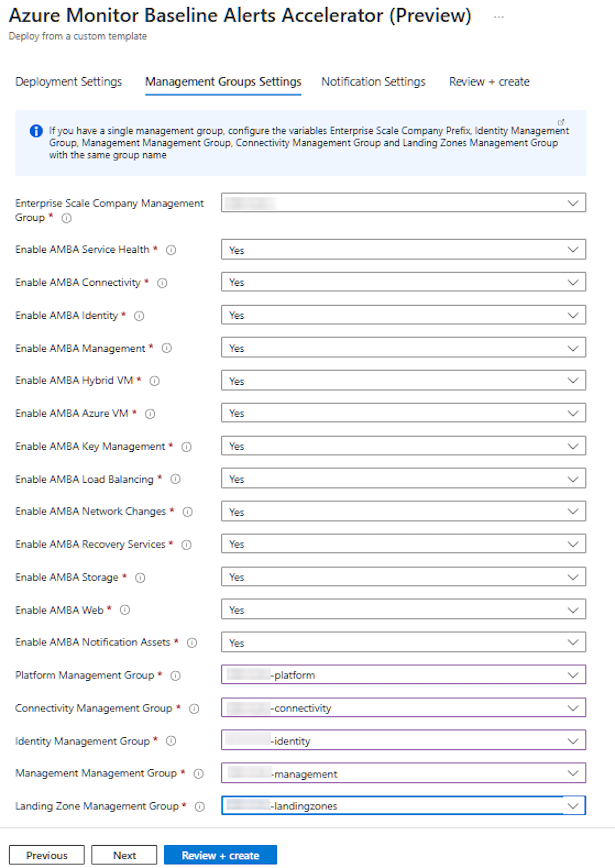 Azure Monitor Baseline Alerts Accelerator (Preview) ...
Deploy from a custom template
Deployment Settings Management Groups Settings Notification Settings Review + create
If you have a single management group, configure the variables Enterprise Scale Company Prefix, Identity Management
Group, Management Management Group, Connectivity Management Group and Landing Zones Management Group
with the same group name
Enterprise Scale Company Management
Group *
Enable AMBA Service Health * Yes
Enable AMBA Connectivity * Yes
Enable AMBA Identity * Yes
Enable AMBA Management * Yes
Enable AMBA Hybrid VM * Yes
Enable AMBA Azure VM * Yes
Enable AMBA Key Management * Yes
Enable AMBA Load Balancing * Yes
Enable AMBA Network Changes * Yes
Enable AMBA Recovery Services * Yes
Enable AMBA Storage * Yes
Enable AMBA Web * Yes
Enable AMBA Notification Assets * Yes
Platform Management Group * -platform
Connectivity Management Group * -connectivity
Identity Management Group * -identity
Management Management Group * -management
Landing Zone Management Group * -landingzones
Previous Next Review + create